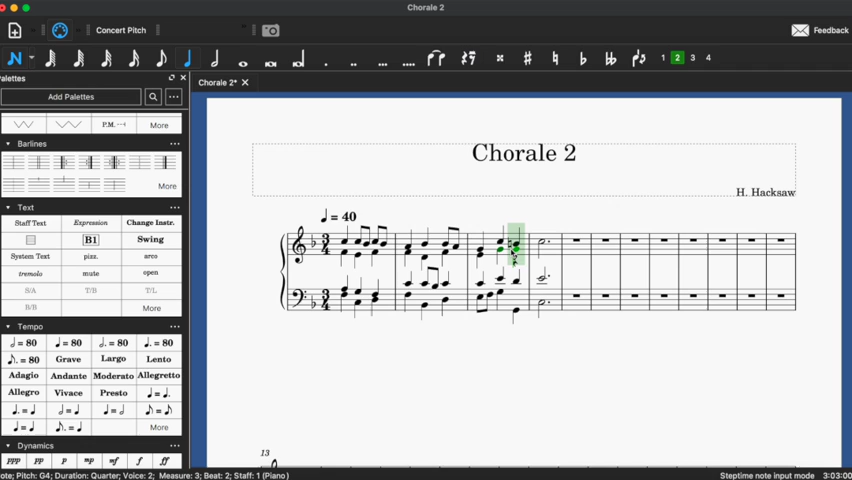 Chorale 2
Concert Pitch
Feedback
1 2 3 4
Palettes
Chorale 2*
Add Palettes
P.M.
More
Barlines
More
Text
Staff Text Expression Change Instr.
B1 Swing
System Text pizz. arco
tremolo mute open
S/A T/B T/L
B/B More
Tempo
= 80 = 80 = 80 = 80
= 80 Grave Largo Lento
Adagio Andante Moderato Allegretto
Allegro Vivace Presto
More
Dynamics
ppp pp p mp mf f ff
Chorale 2
H. Hacksaw
= 40
3 4
3 4
13
ote; Pitch: G4; Duration: Quarter; Voice: 2; Measure: 3; Beat: 2; Staff: 1 (Piano)
Steptime note input mode
3:03:00